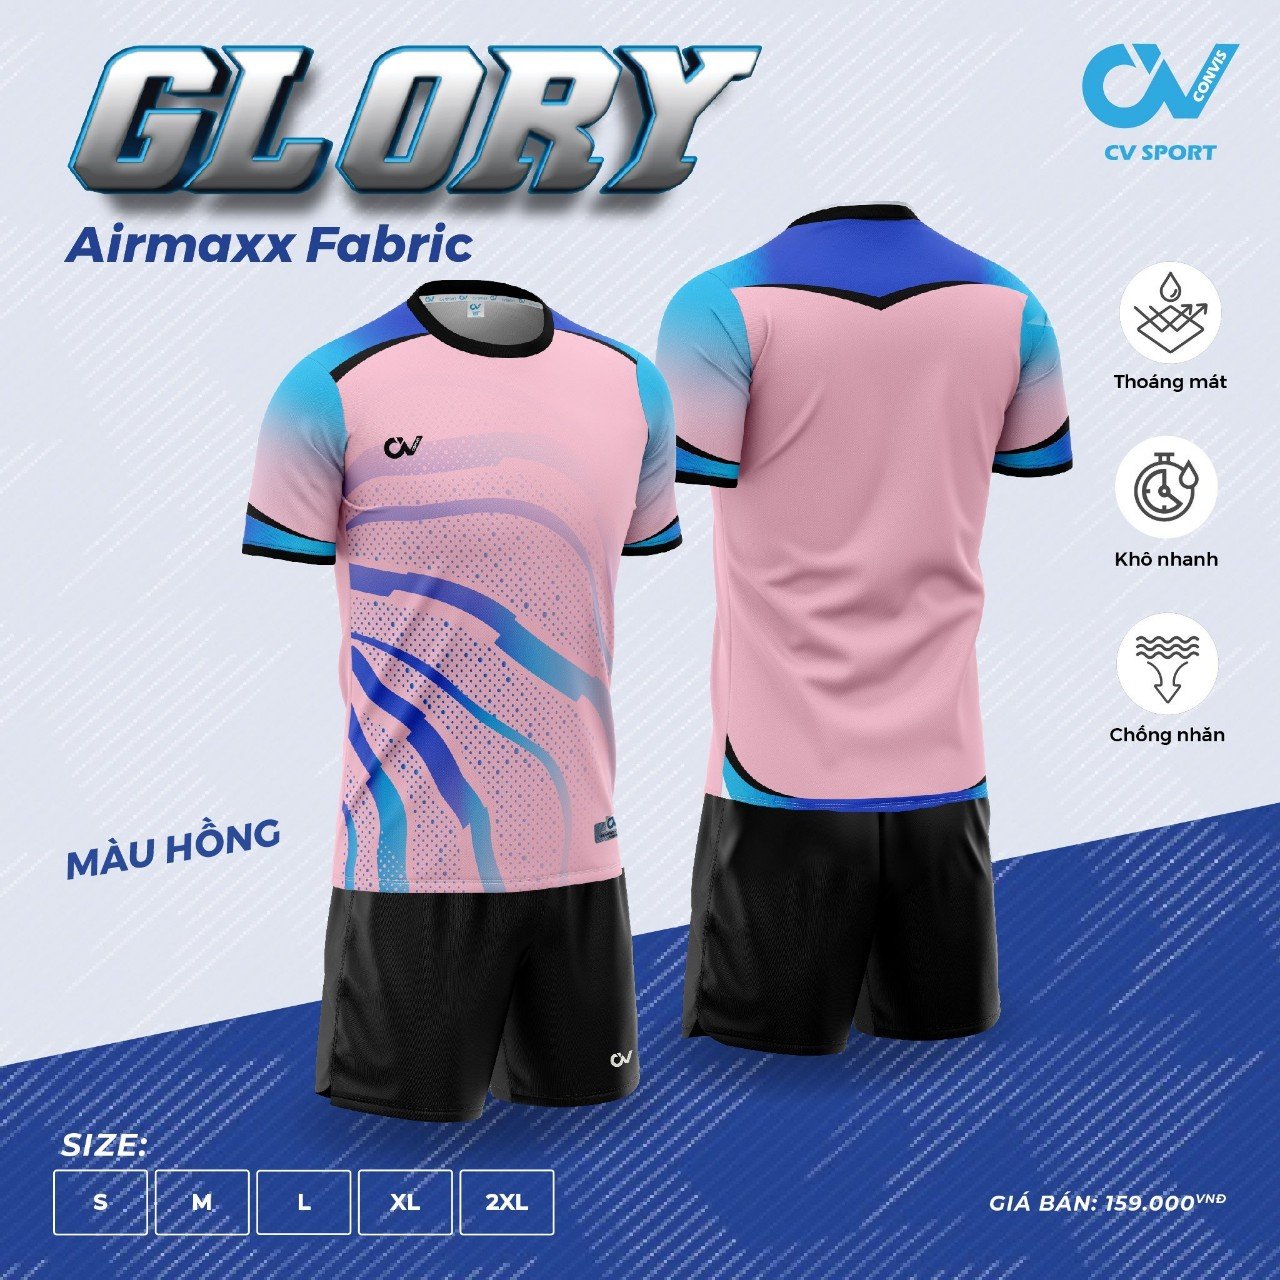 GLORY
Airmaxx Fabric
CV
CONVIS
CV SPORT
Thoáng mát
Khô nhanh
Chống nhăn
MÀU HỒNG
SIZE:
S M L XL 2XL
GIÁ BÁN: 159.000VNĐ